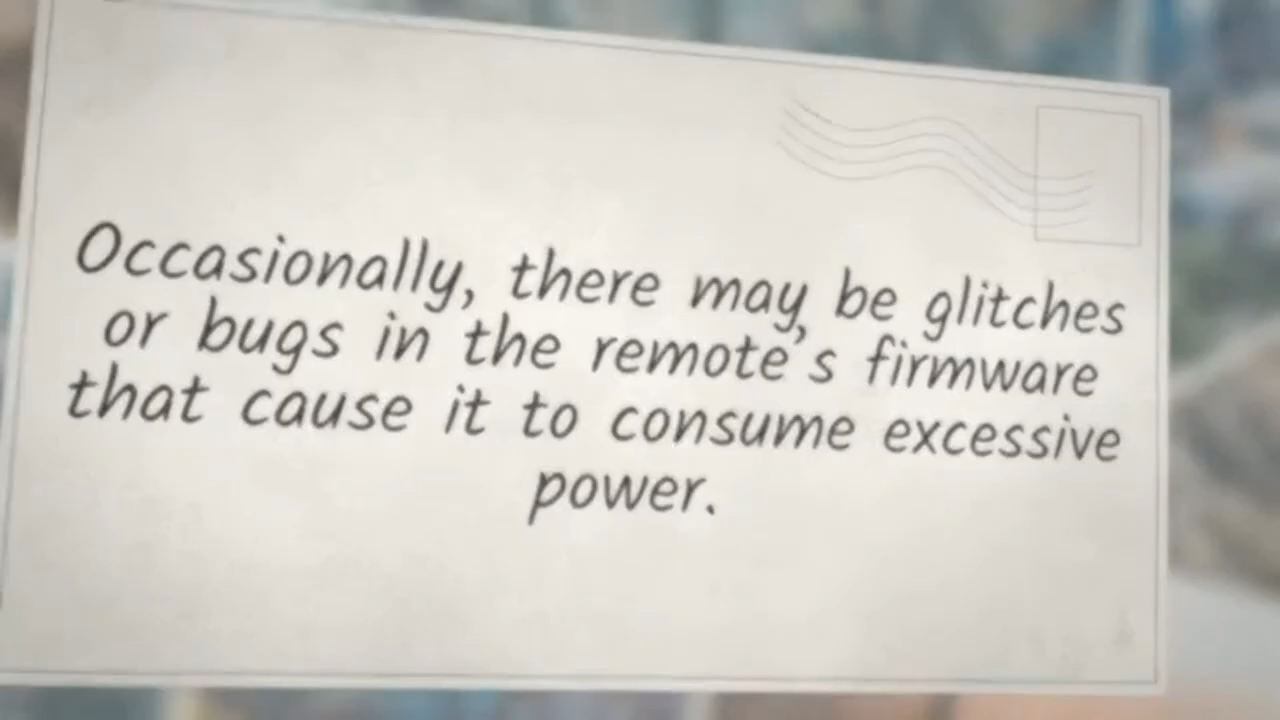 Occasionally, there may be glitches
or bugs in the remote's firmware
that cause it to consume excessive
power.